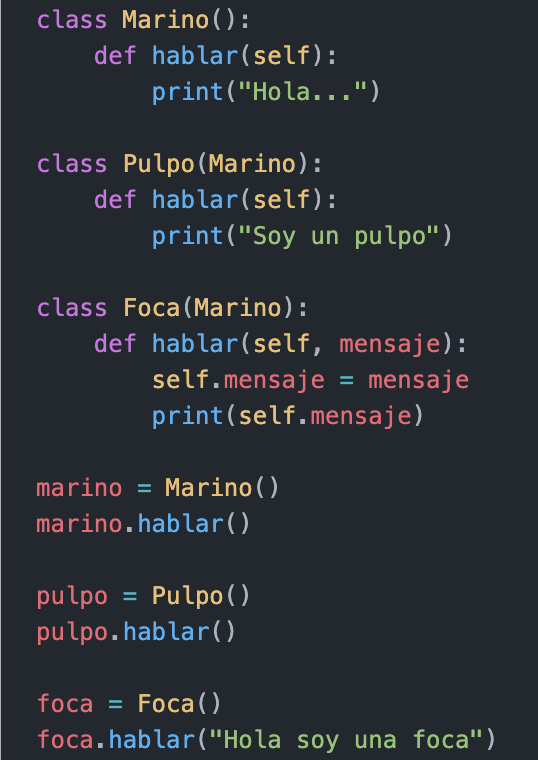 class Marino():
    def hablar(self):
        print("Hola...")

class Pulpo(Marino):
    def hablar(self):
        print("Soy un pulpo")

class Foca(Marino):
    def hablar(self, mensaje):
        self.mensaje = mensaje
        print(self.mensaje)

marino = Marino()
marino.hablar()

pulpo = Pulpo()
pulpo.hablar()

foca = Foca()
foca.hablar("Hola soy una foca")